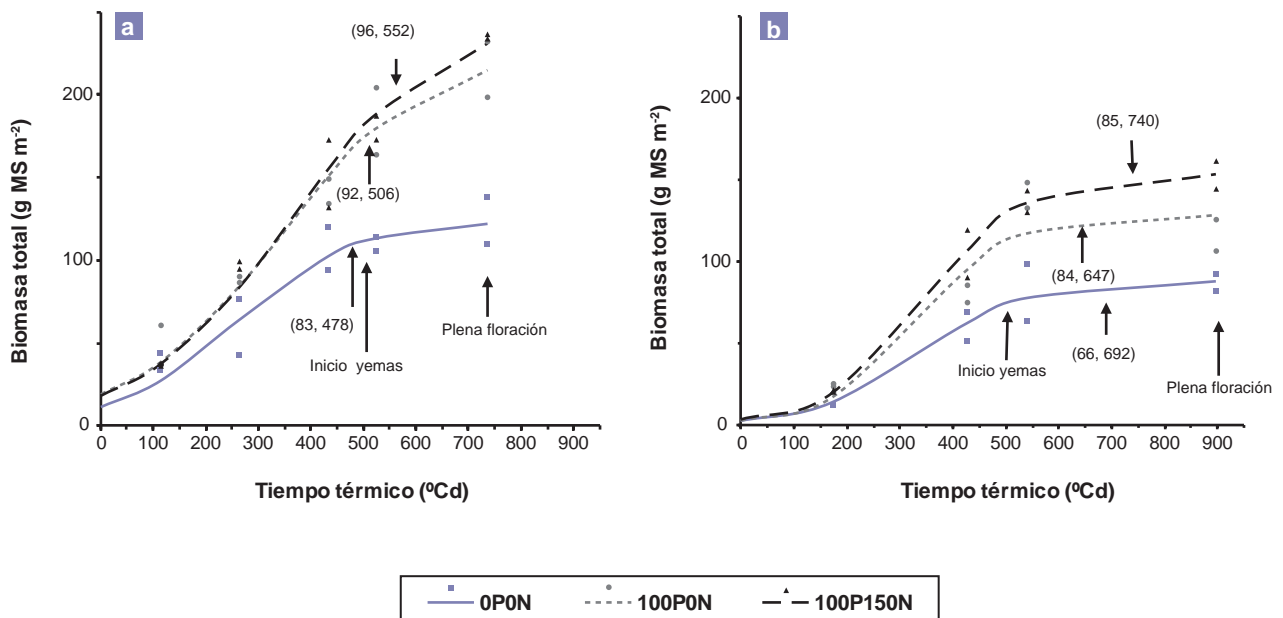 a
(96, 552)
200
100
0
Biomasa total (g MS m-2)
(92, 506)
(83, 478)
Inicio yemas
Plena floración
0 100 200 300 400 500 600 700 800 900
Tiempo térmico (ºCd)
b
(85, 740)
200
100
0
Biomasa total (g MS m-2)
(84, 647)
Inicio yemas
(66, 692)
Plena floración
0 100 200 300 400 500 600 700 800 900
Tiempo térmico (ºCd)
0P0N 100P0N 100P150N